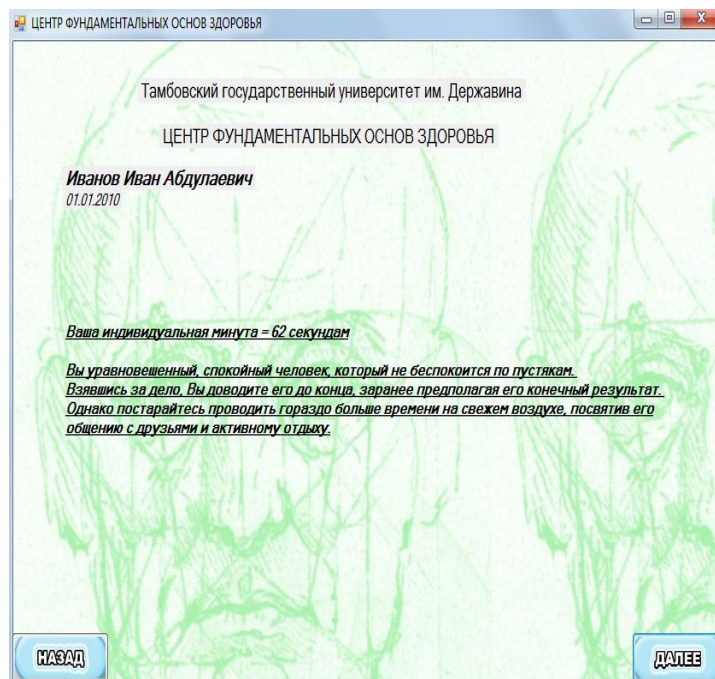 ЦЕНТР ФУНДАМЕНТАЛЬНЫХ ОСНОВ ЗДОРОВЬЯ
Тамбовский государственный университет им. Державина
ЦЕНТР ФУНДАМЕНТАЛЬНЫХ ОСНОВ ЗДОРОВЬЯ
Иванов Иван Абдулаевич
01.01.2010
Ваша индивидуальная минута = 62 секундам
Вы уравновешенный, спокойный человек, который не беспокоится по пустякам.
Взявшись за дело, Вы доводите его до конца, заранее предполагая его конечный результат.
Однако постарайтесь проводить гораздо больше времени на свежем воздухе, посвятив его
общению с друзьями и активному отдыху.
НАЗАД
ДАЛЕЕ